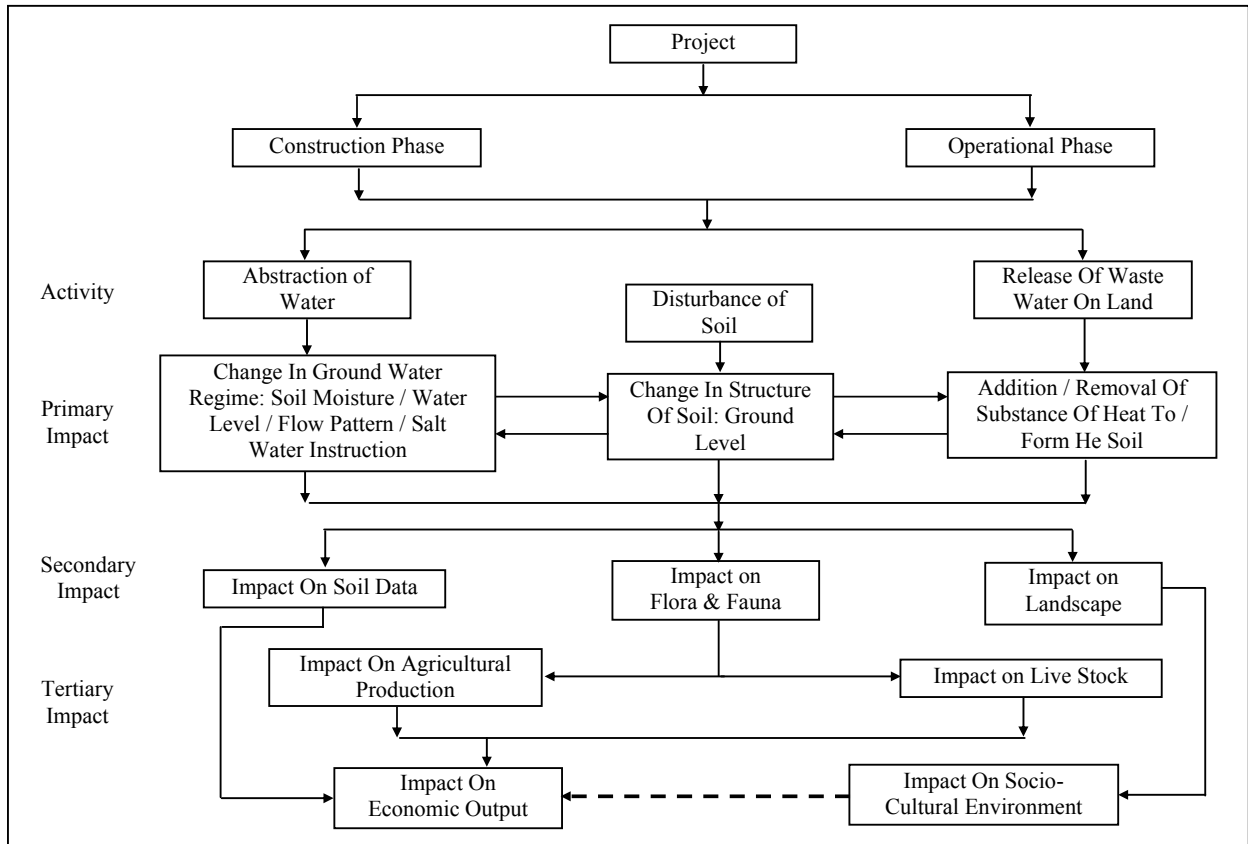 Project
Construction Phase
Operational Phase
Activity
Abstraction of
Water
Disturbance of
Soil
Release Of Waste
Water On Land
Primary
Impact
Change In Ground Water
Regime: Soil Moisture / Water
Level / Flow Pattern / Salt
Water Instruction
Change In Structure
Of Soil: Ground
Level
Addition / Removal Of
Substance Of Heat To /
Form He Soil
Secondary
Impact
Impact On Soil Data
Impact on
Flora & Fauna
Impact on
Landscape
Tertiary
Impact
Impact On Agricultural
Production
Impact on Live Stock
Impact On
Economic Output
Impact On Socio-
Cultural Environment